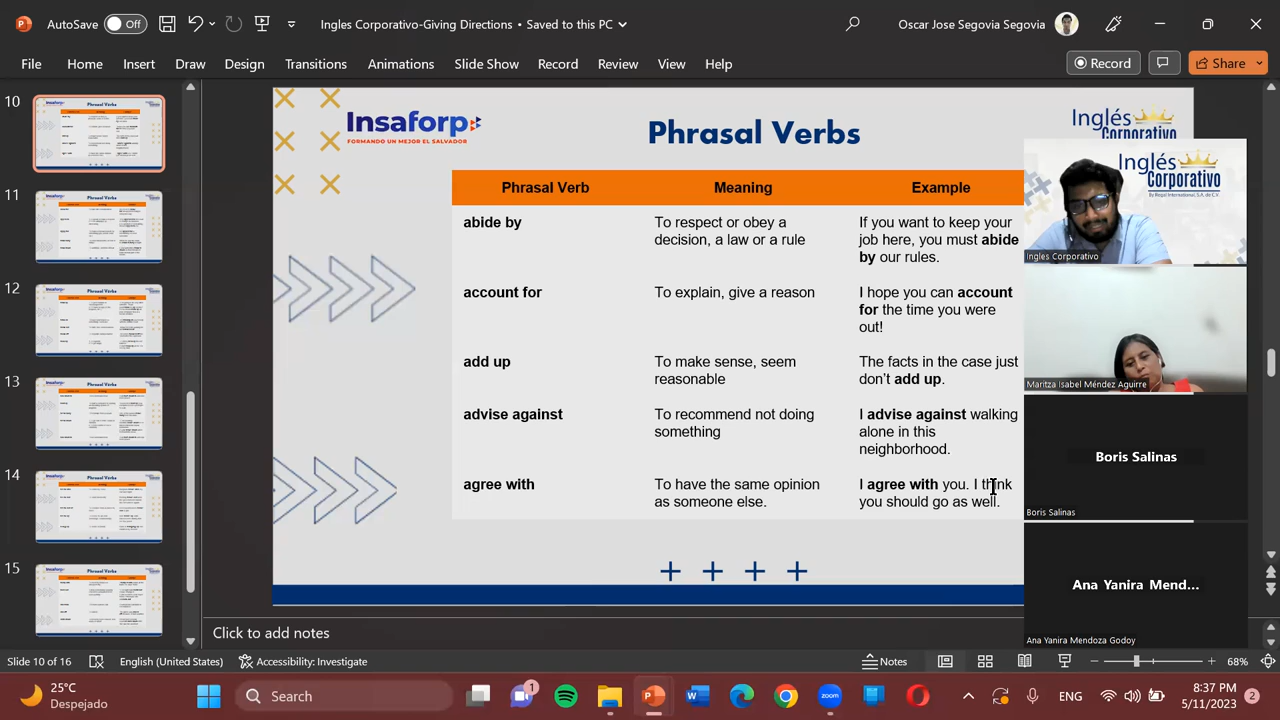 AutoSave Off
Ingles Corporativo-Giving Directions • Saved to this PC
Oscar Jose Segovia Segovia
File Home Insert Draw Design Transitions Animations Slide Show Record Review View Help
Record
Share
10
11
12
13
14
15
Insaforp
FORMANDO UN MEJOR EL SALVADOR
Phrasal Verbs
Inglés
Corporativo
Phrasal Verb Meaning Example
abide by
To respect or obey a
decision, a law or a rule
If you want to keep your
job here, you must abide
by our rules.
account for
To explain, give a reason
I hope you can account
for the time you were
out!
add up
To make sense, seem
reasonable
The facts in the case just
don’t add up.
advise against
To recommend not doing
something
I advise against walking
alone in this
neighborhood.
agree with
To have the same opinion
as someone else.
I agree with you. I think
you should go as well.
Inglés
Corporativo
By Regal International, S.A. de C.V.
Ingles Corporativo
Maritza Isabel Méndez Aguirre
Boris Salinas
Boris Salinas
Ana Yanira Mend...
Ana Yanira Mendoza Godoy
Click to add notes
Slide 10 of 16
English (United States)
Accessibility: Investigate
Notes
68%
25°C
Despejado
Search
1
zoom
ENG
8:37 PM
5/11/2023
2